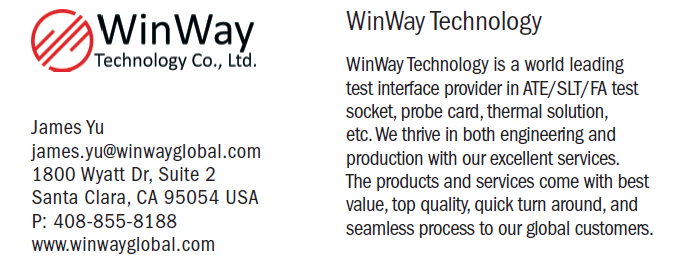 WinWay
Technology Co., Ltd.
James Yu
james.yu@winwayglobal.com
1800 Wyatt Dr, Suite 2
Santa Clara, CA 95054 USA
P: 408-855-8188
www.winwayglobal.com
WinWay Technology
WinWay Technology is a world leading
test interface provider in ATE/SLT/FA test
socket, probe card, thermal solution,
etc. We thrive in both engineering and
production with our excellent services.
The products and services come with best
value, top quality, quick turn around, and
seamless process to our global customers.